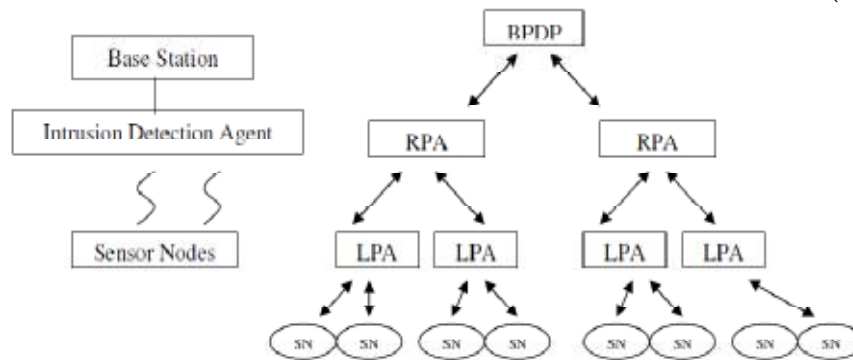 BPDP
Base Station
Intrusion Detection Agent
RPA RPA
Sensor Nodes
LPA LPA LPA LPA
SN SN SN SN SN SN SN SN